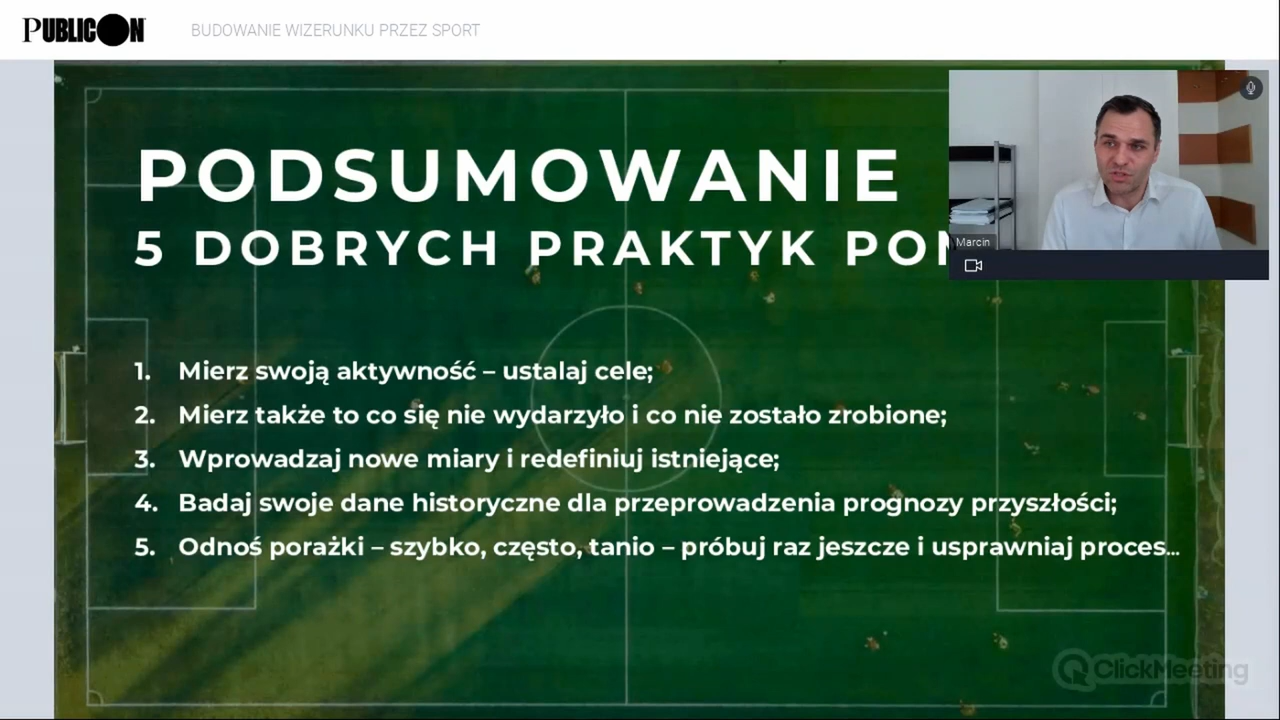 PUBLICON
BUDOWANIE WIZERUNKU PRZEZ SPORT
PODSUMOWANIE
5 DOBRYCH PRAKTYK
Marcin
1. Mierz swoją aktywność – ustalaj cele;
2. Mierz także to co się nie wydarzyło i co nie zostało zrobione;
3. Wprowadzaj nowe miary i redefiniuj istniejące;
4. Badaj swoje dane historyczne dla przeprowadzenia prognozy przyszłości;
5. Odnoś porażki – szybko, często, tanio – próbuj raz jeszcze i usprawniaj proces...
ClickMeeting